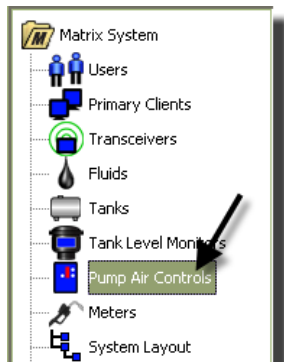 Matrix System
Users
Primary Clients
Transceivers
Fluids
Tanks
Tank Level Monitors
Pump Air Controls
Meters
System Layout